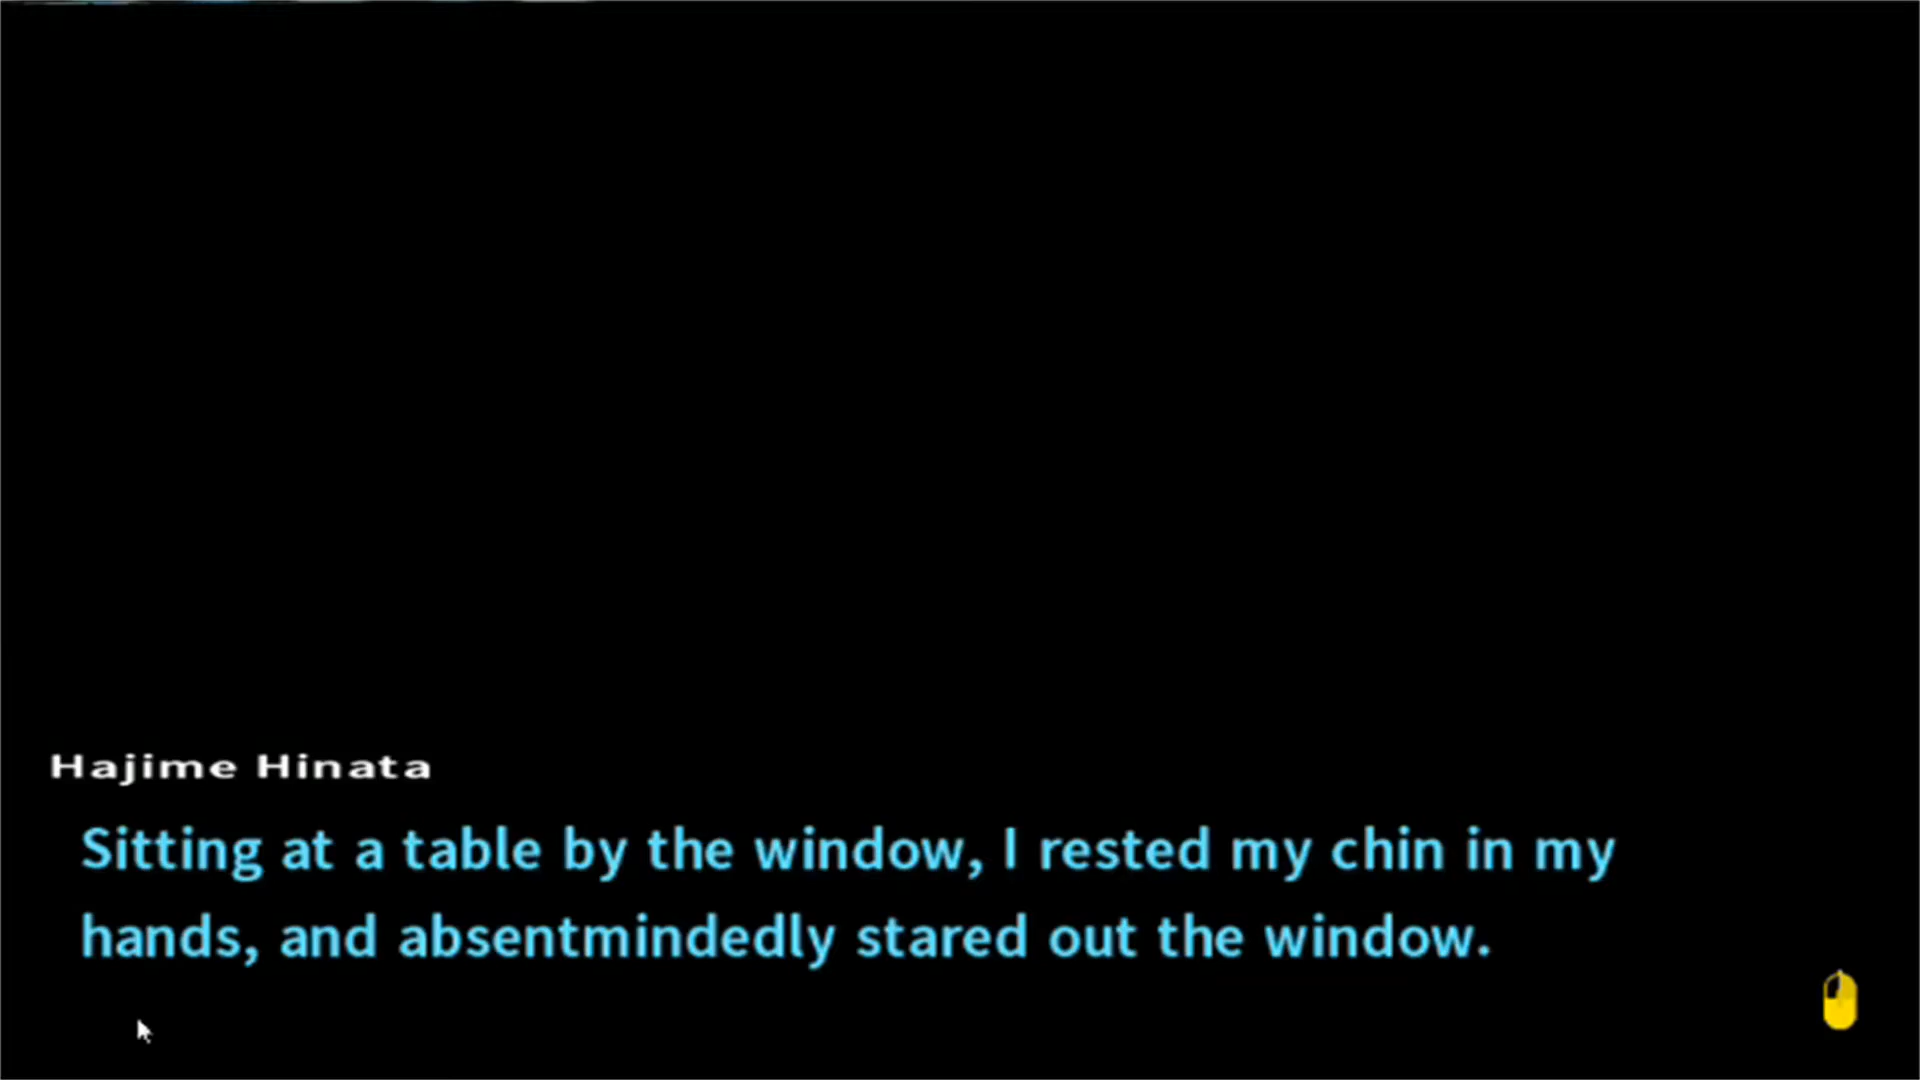 Hajime Hinata
Sitting at a table by the window, I rested my chin in my
hands, and absentmindedly stared out the window.